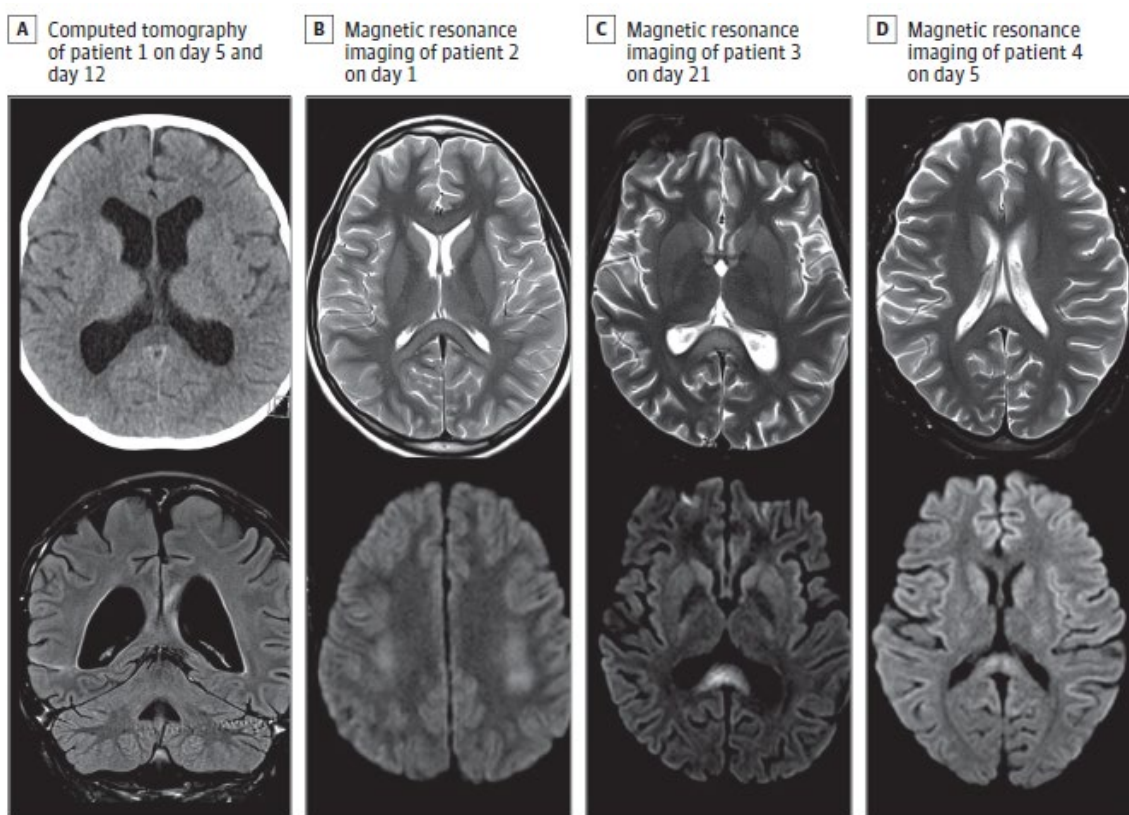 A Computed tomography
of patient 1 on day 5 and
day 12
B Magnetic resonance
imaging of patient 2
on day 1
C Magnetic resonance
imaging of patient 3
on day 21
D Magnetic resonance
imaging of patient 4
on day 5